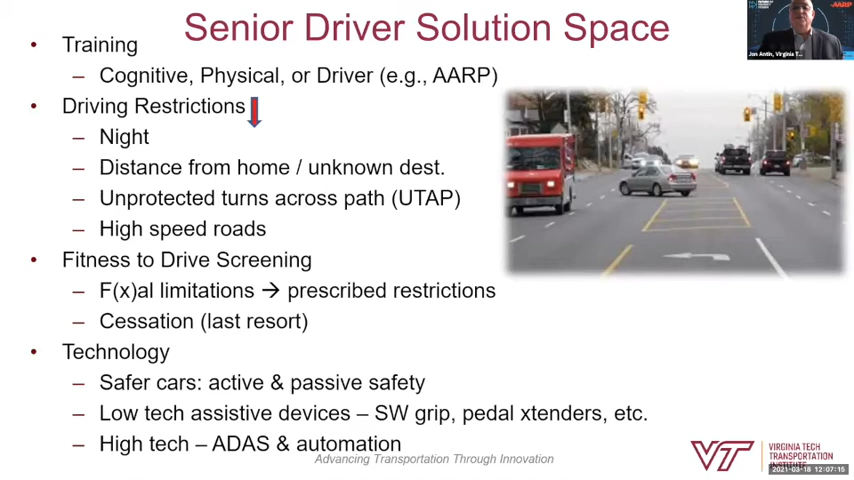 Senior Driver Solution Space
• Training
– Cognitive, Physical, or Driver (e.g., AARP)
• Driving Restrictions
– Night
– Distance from home / unknown dest.
– Unprotected turns across path (UTAP)
– High speed roads
• Fitness to Drive Screening
– F(x)al limitations → prescribed restrictions
– Cessation (last resort)
• Technology
– Safer cars: active & passive safety
– Low tech assistive devices – SW grip, pedal xtenders, etc.
– High tech – ADAS & automation
Advancing Transportation Through Innovation
AARP
Jon Antin, Virginia T...
VT
VIRGINIA TECH
TRANSPORTATION
INSTITUTE
2021-03-18 12:07:15